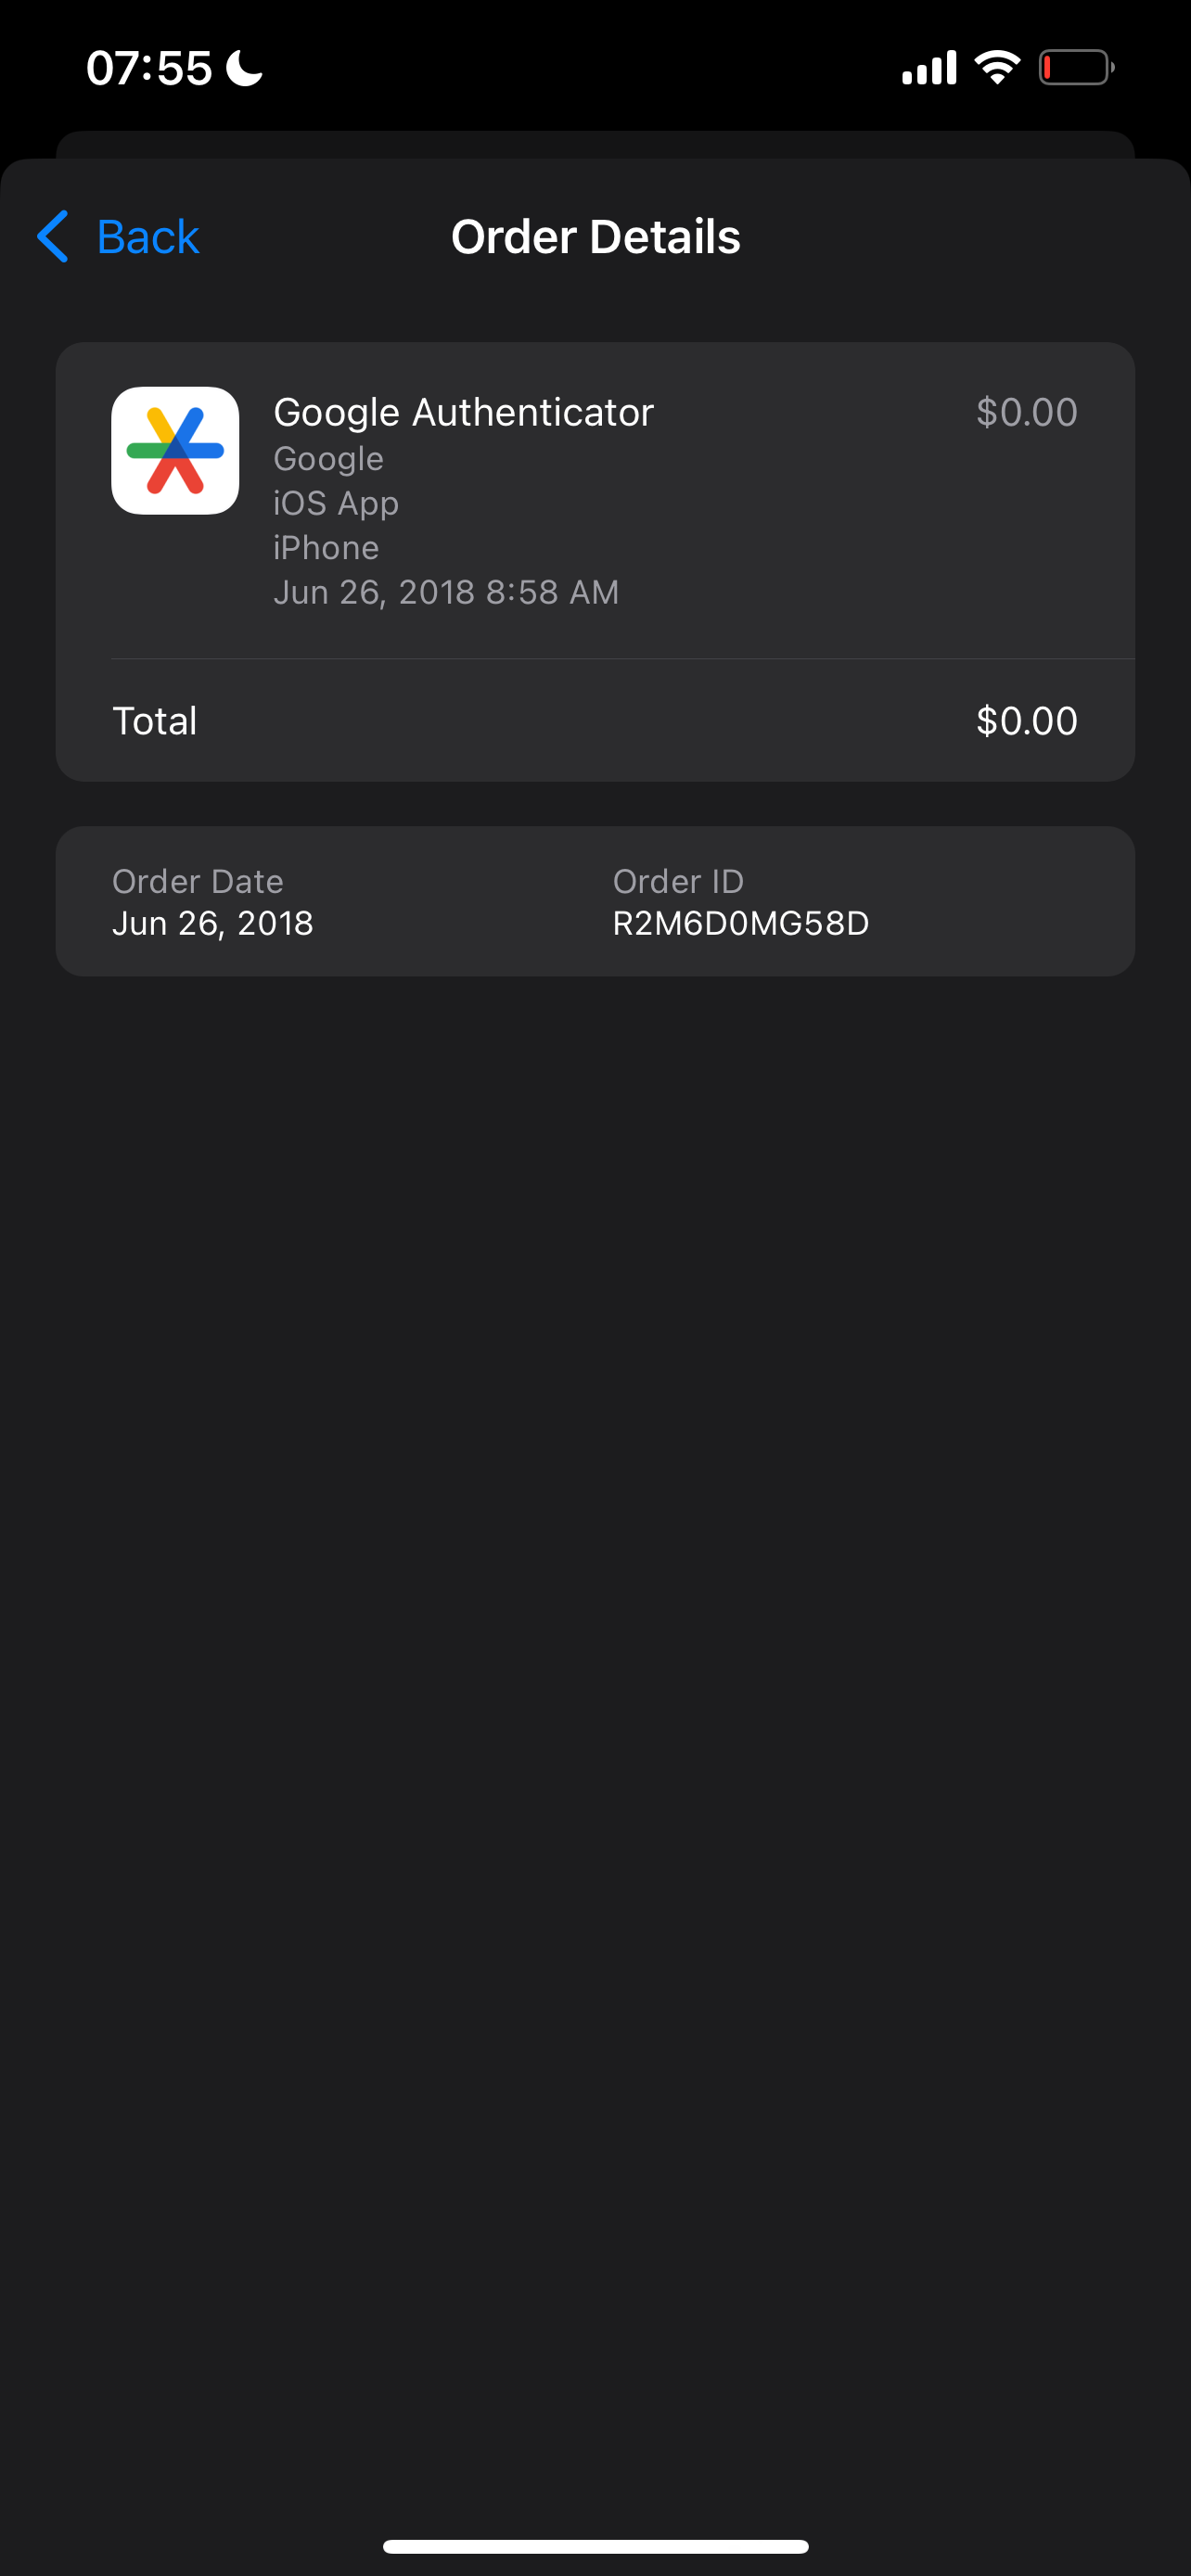 07:55
Back
Order Details
Google Authenticator
$0.00
Google
iOS App
iPhone
Jun 26, 2018 8:58 AM
Total
$0.00
Order Date
Order ID
Jun 26, 2018
R2M6D0MG58D